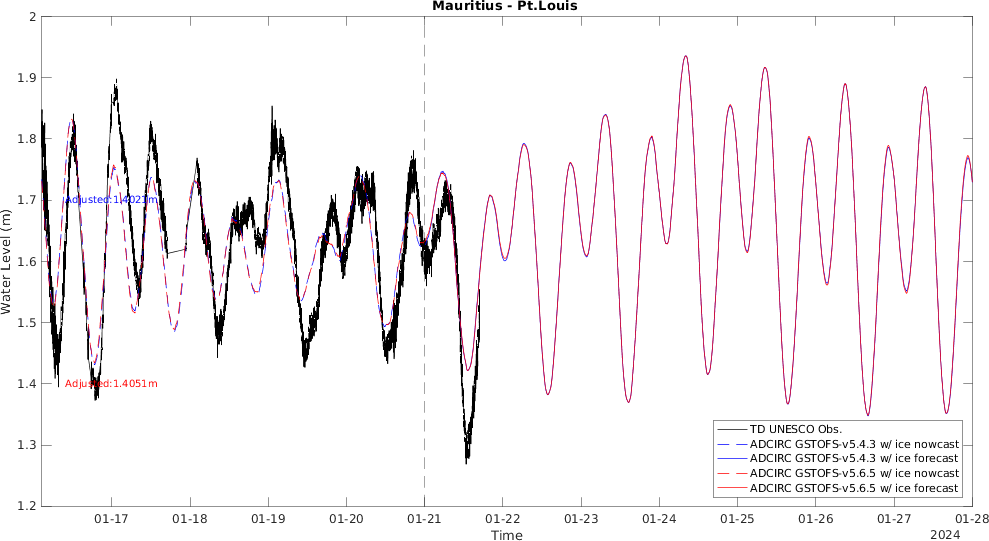 Mauritius - Pt.Louis
2
1.9
1.8
1.7
1.6
1.5
1.4
1.3
1.2
Water Level (m)
Adjusted:1.4021m
Adjusted:1.4051m
TD UNESCO Obs.
ADCIRC GSTOFS-v5.4.3 w/ ice nowcast
ADCIRC GSTOFS-v5.4.3 w/ ice forecast
ADCIRC GSTOFS-v5.6.5 w/ ice nowcast
ADCIRC GSTOFS-v5.6.5 w/ ice forecast
01-17 01-18 01-19 01-20 01-21 01-22 01-23 01-24 01-25 01-26 01-27 01-28
Time 2024